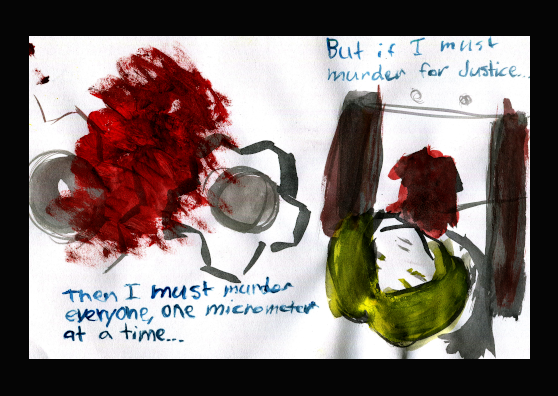 But if I must
murder for Justice...
Then I must murder
everyone, one micrometer
at a time...